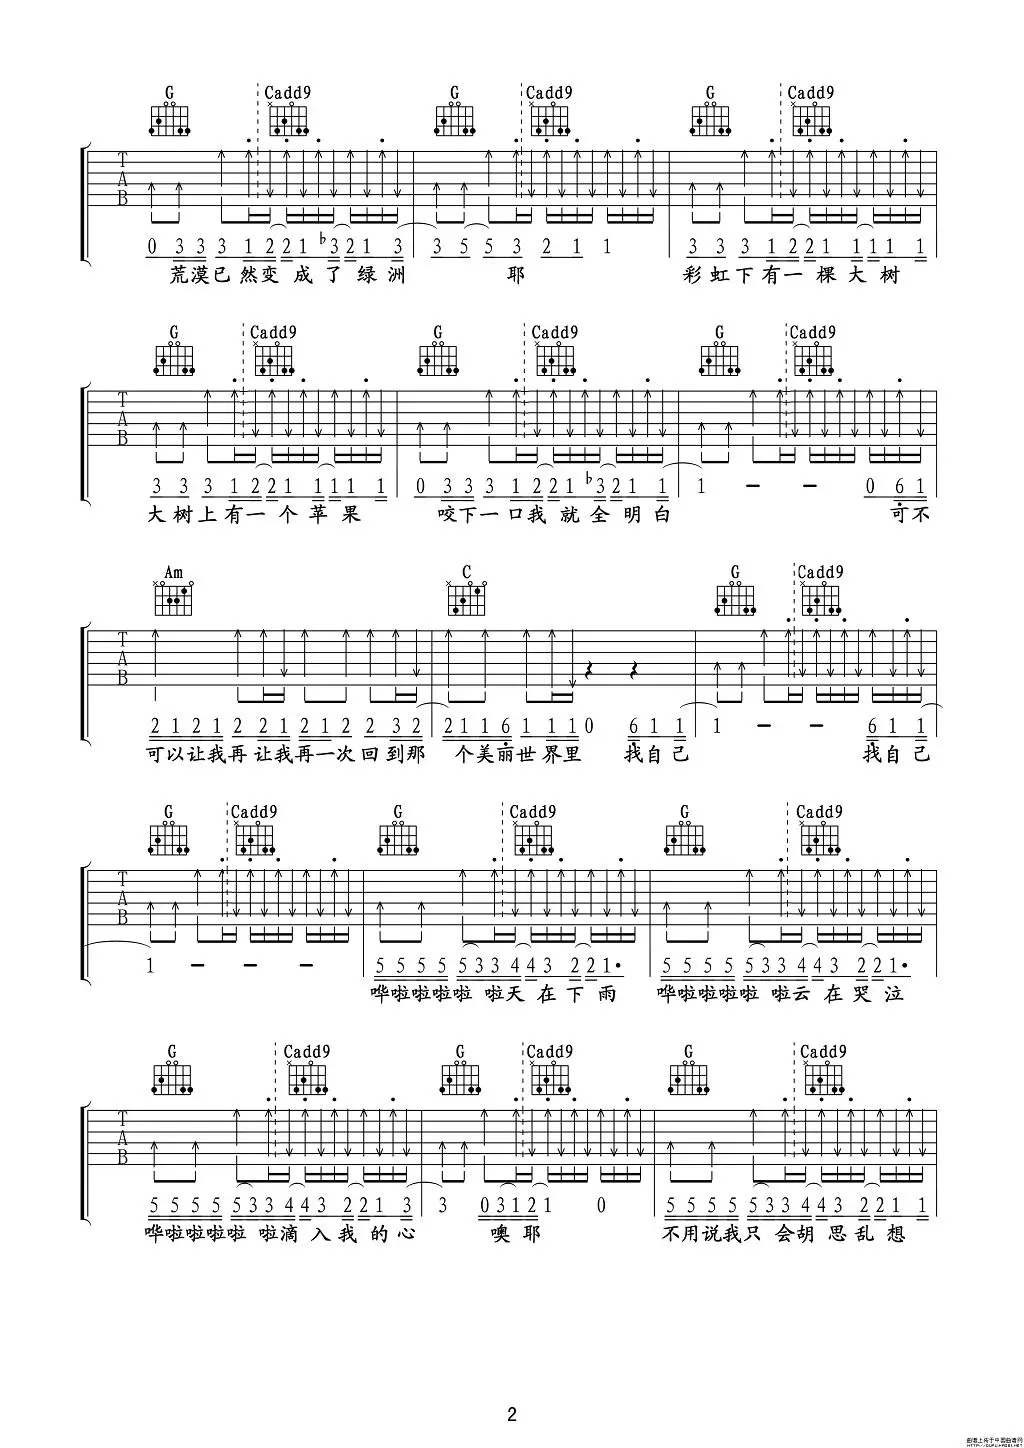 G Cadd9 G Cadd9 G Cadd9
T
A
B
0 3 3 3 1 2 2 1 ♭3 2 1 3 3 5 5 3 2 1 1 3 3 3 1 2 2 1 1 1 1 1
荒漠已然变成了绿洲 耶 彩虹下有一棵大树
G Cadd9 G Cadd9 G Cadd9
T
A
B
3 3 3 1 2 2 1 1 1 1 1 0 3 3 3 1 2 2 1 ♭3 2 1 1 1 – – 0 6 1
大树上有一个苹果 咬下一口我就全明白 可不
Am C G Cadd9
T
A
B
2 1 2 1 2 2 1 2 1 2 2 3 2 2 1 1 6 1 1 1 0 6 1 1 1 – – 6 1 1
可以让我再让我再一次回到那 个美丽世界里 找自己 找自己
G Cadd9 G Cadd9 G Cadd9
T
A
B
1 – – – 5 5 5 5 5 3 3 4 4 3 2 2 1• 5 5 5 5 5 3 3 4 4 3 2 2 1•
哗啦啦啦啦 啦天在下雨 哗啦啦啦啦 啦云在哭泣
G Cadd9 G Cadd9 G Cadd9
T
A
B
5 5 5 5 5 3 3 4 4 3 2 2 1 3 3 0 3 1 2 1 0 5 5 5 5 5 3 3 4 4 3 2 2 1 1
哗啦啦啦啦 啦滴入我的心 噢耶 不用说我只会胡思乱想
2
曲谱上传于中国曲谱网